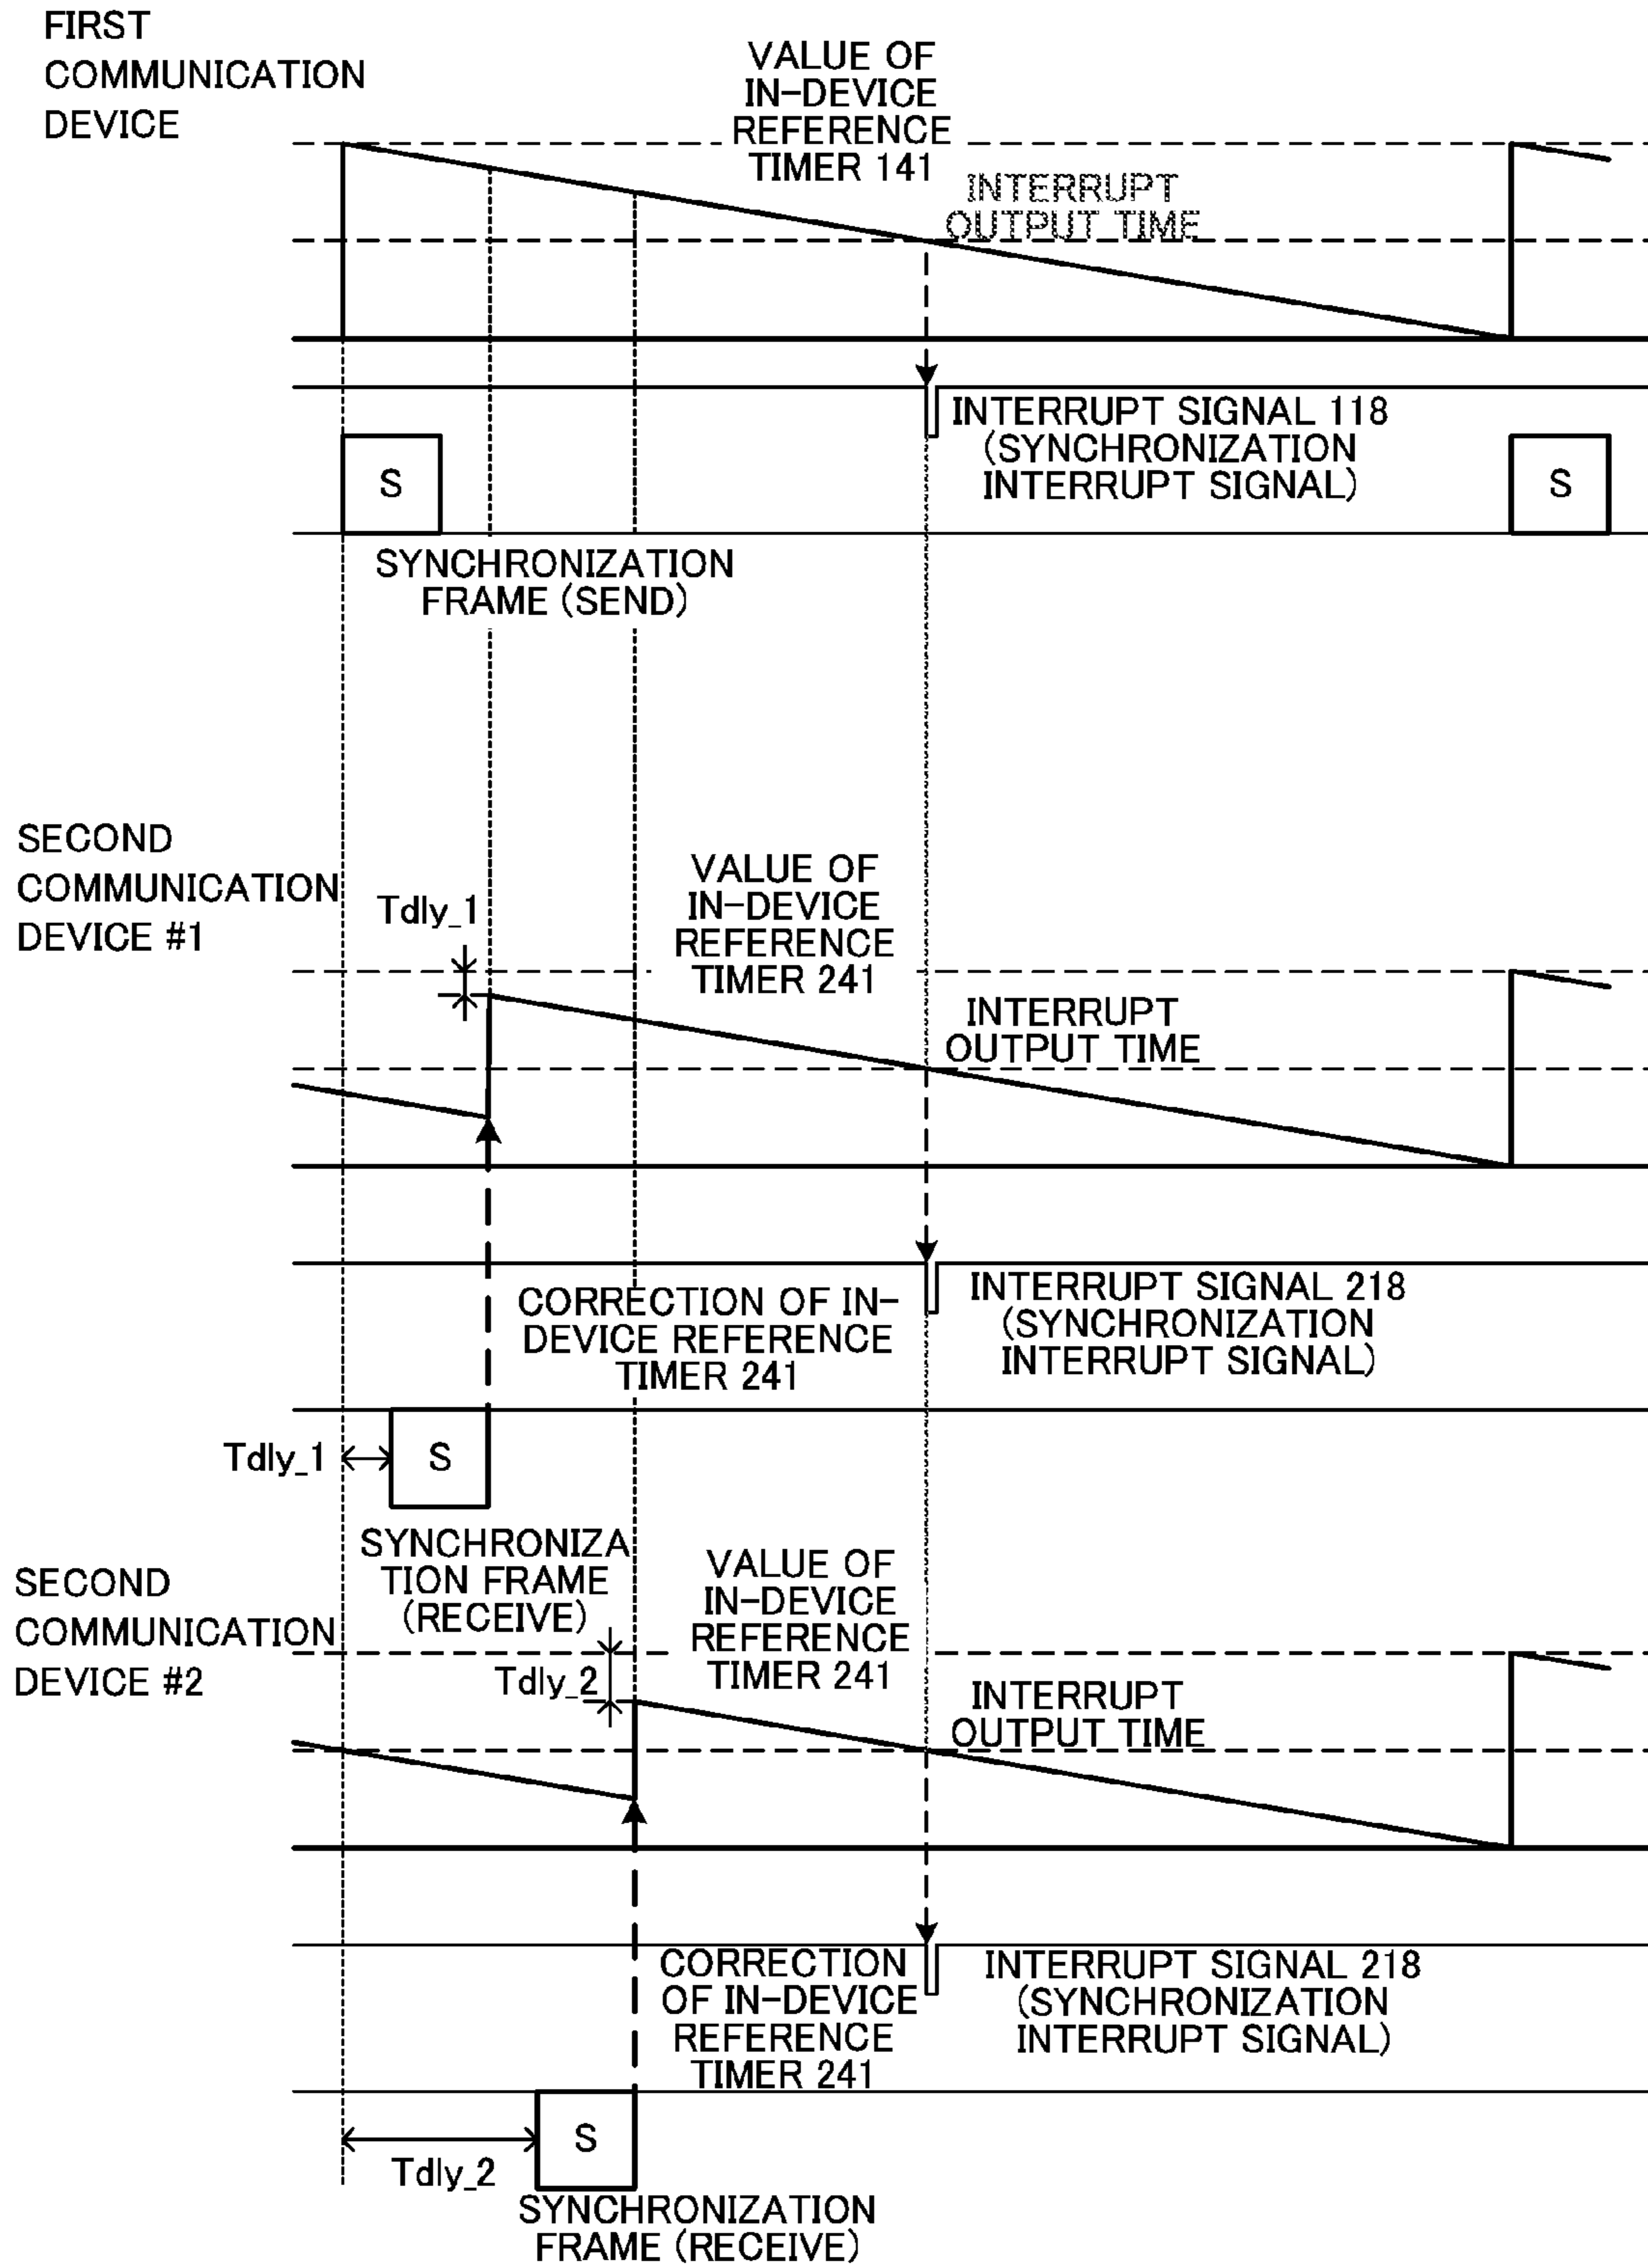 FIRST
COMMUNICATION
DEVICE
VALUE OF
IN-DEVICE
REFERENCE
TIMER 141
INTERRUPT
OUTPUT TIME
INTERRUPT SIGNAL 118
(SYNCHRONIZATION
INTERRUPT SIGNAL)
S
S
SYNCHRONIZATION
FRAME (SEND)
SECOND
COMMUNICATION
DEVICE #1
Tdly_1
VALUE OF
IN-DEVICE
REFERENCE
TIMER 241
INTERRUPT
OUTPUT TIME
CORRECTION OF IN-
DEVICE REFERENCE
TIMER 241
INTERRUPT SIGNAL 218
(SYNCHRONIZATION
INTERRUPT SIGNAL)
Tdly_1
S
SYNCHRONIZA
TION FRAME
(RECEIVE)
SECOND
COMMUNICATION
DEVICE #2
Tdly_2
VALUE OF
IN-DEVICE
REFERENCE
TIMER 241
INTERRUPT
OUTPUT TIME
CORRECTION
OF IN-DEVICE
REFERENCE
TIMER 241
INTERRUPT SIGNAL 218
(SYNCHRONIZATION
INTERRUPT SIGNAL)
S
Tdly_2
SYNCHRONIZATION
FRAME (RECEIVE)